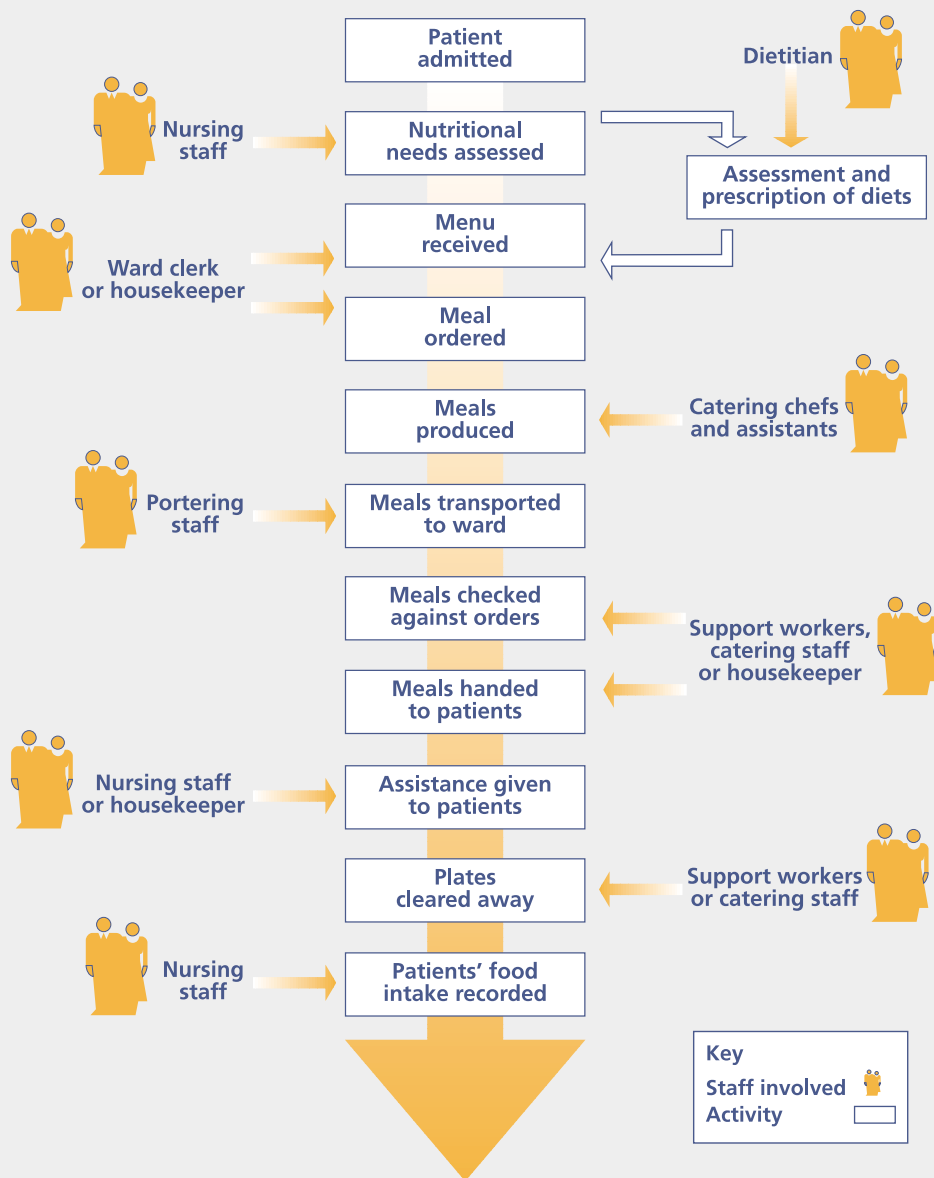 Patient
admitted
Dietitian
Nursing
staff
Nutritional
needs assessed
Assessment and
prescription of diets
Menu
received
Ward clerk
or housekeeper
Meal
ordered
Meals
produced
Catering chefs
and assistants
Portering
staff
Meals transported
to ward
Meals checked
against orders
Support workers,
catering staff
or housekeeper
Meals handed
to patients
Nursing staff
or housekeeper
Assistance given
to patients
Plates
cleared away
Support workers
or catering staff
Nursing
staff
Patients’ food
intake recorded
Key
Staff involved
Activity